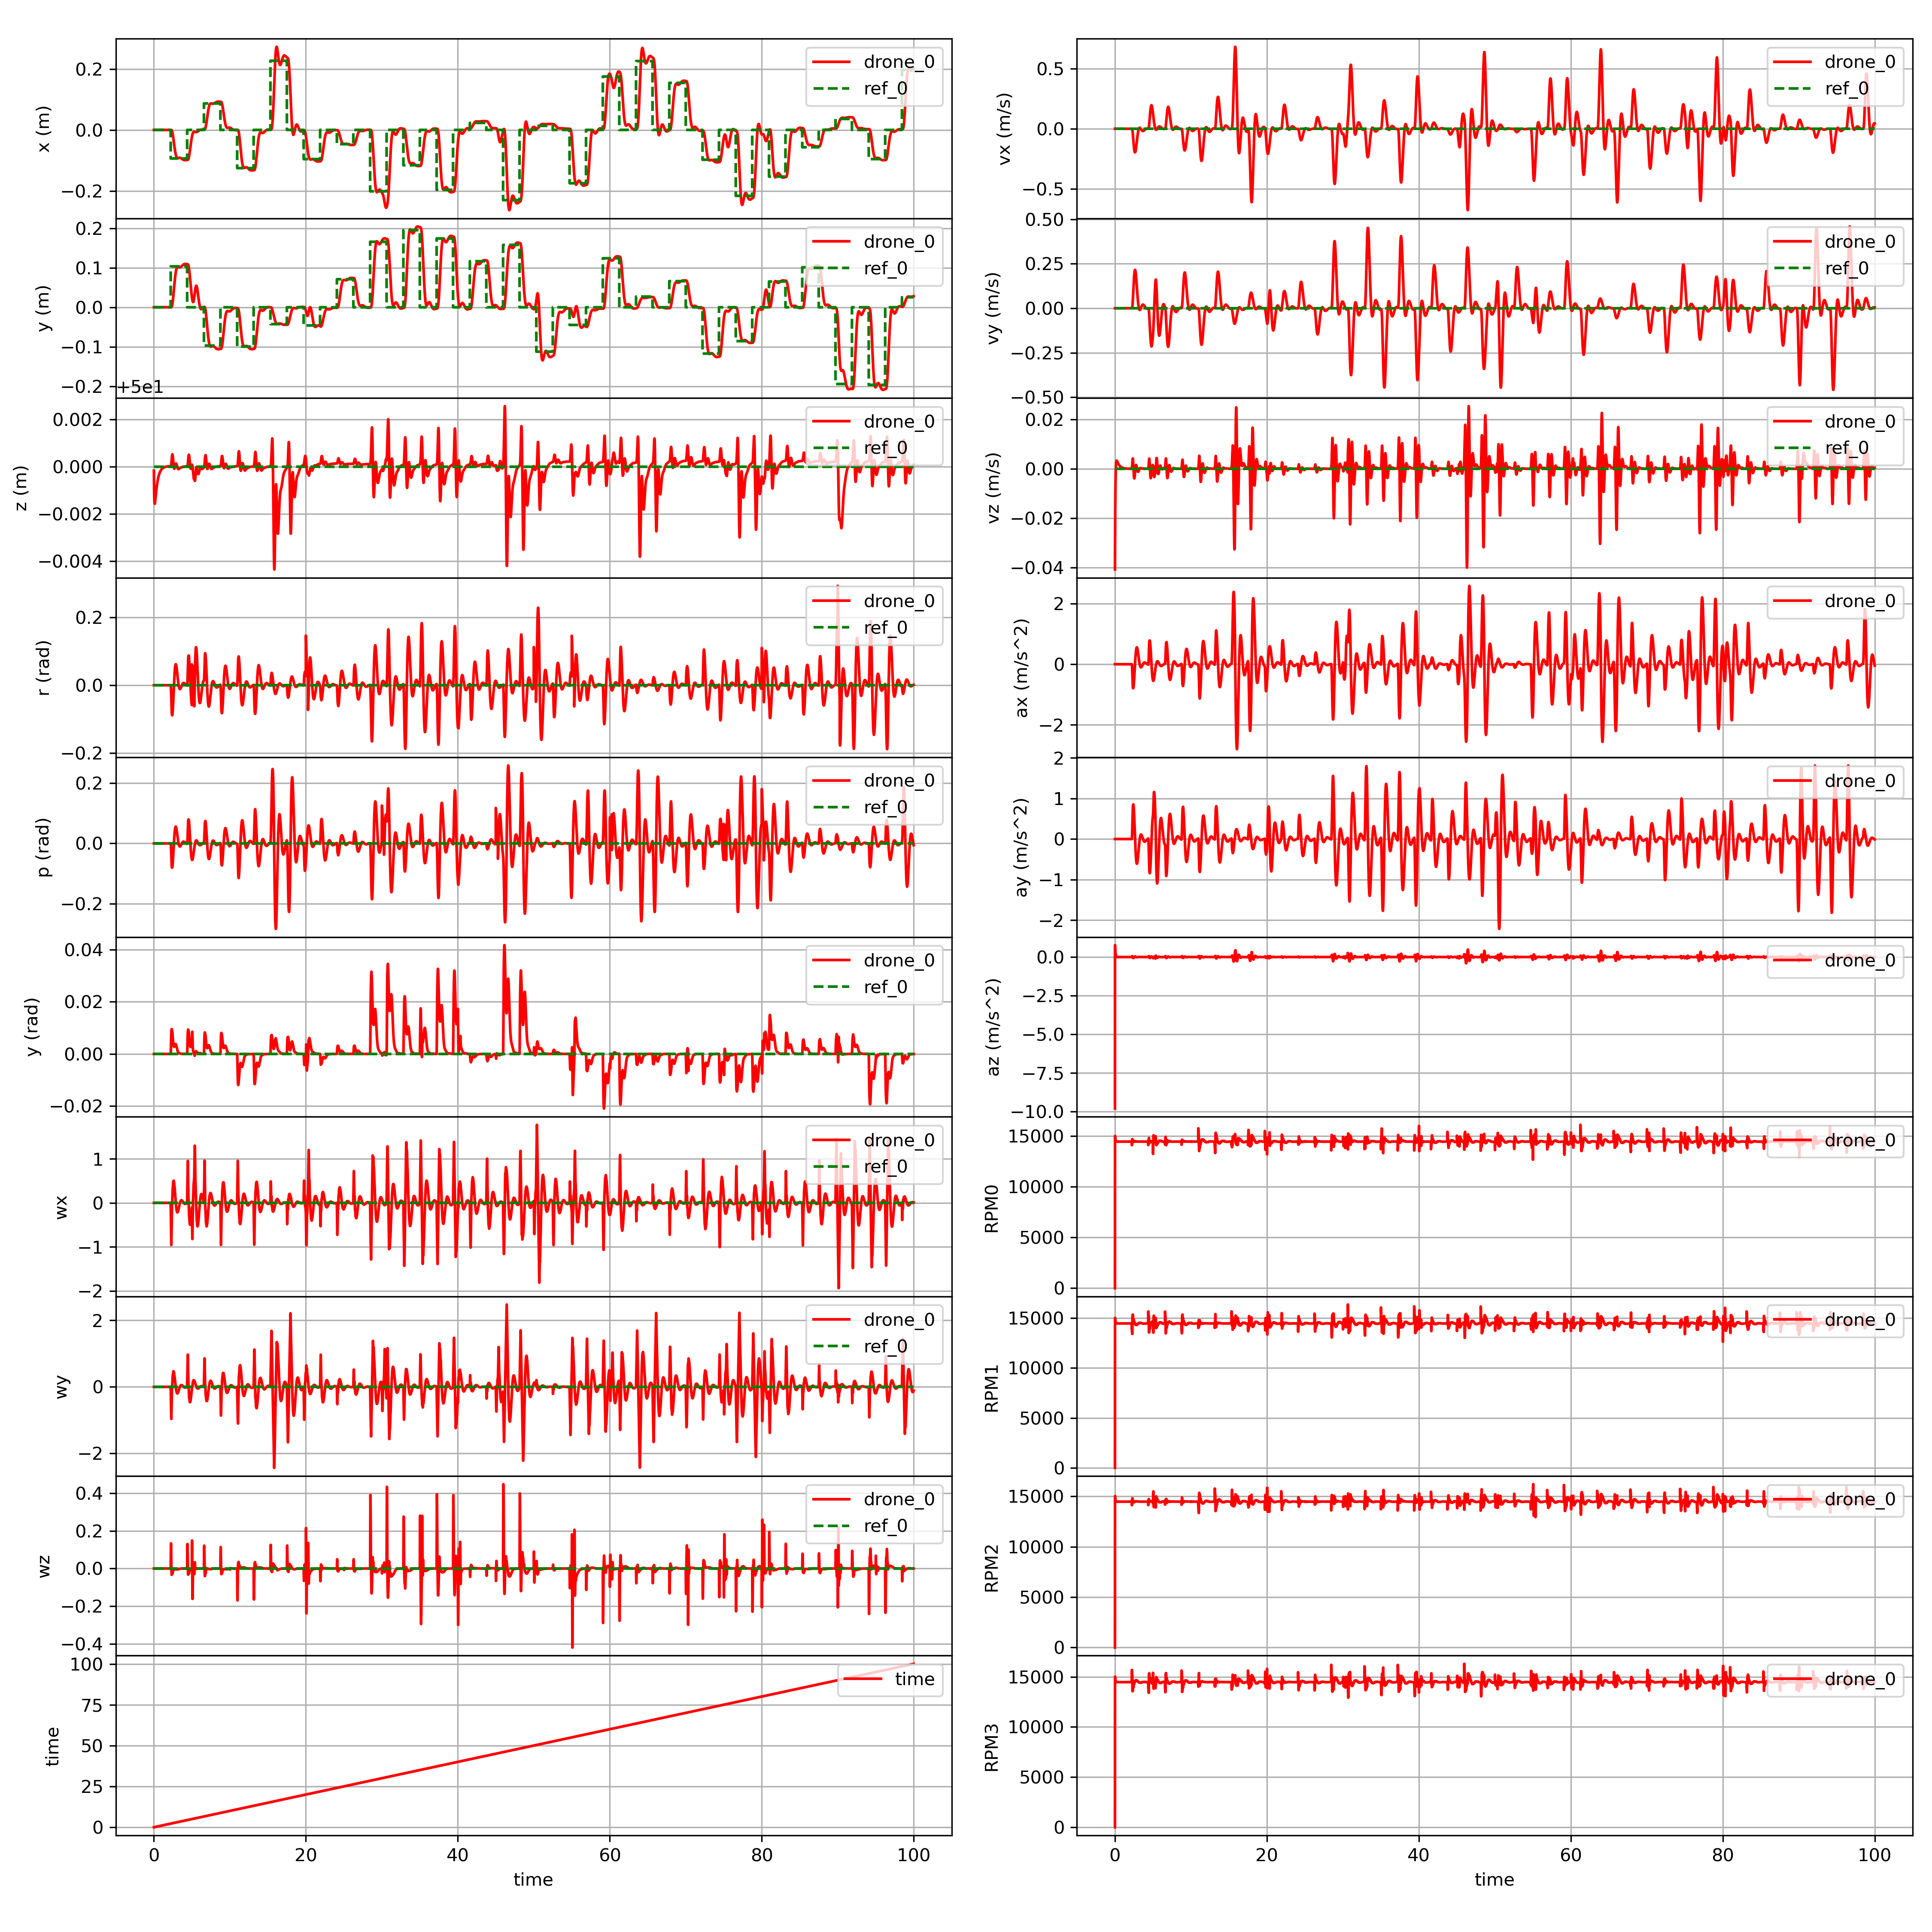 x (m)
0.2
0.0
−0.2
drone_0
ref_0
y (m)
0.2
0.1
0.0
−0.1
−0.2
drone_0
ref_0
+5e1
z (m)
0.002
0.000
−0.002
−0.004
drone_0
ref_0
r (rad)
0.2
0.0
−0.2
drone_0
ref_0
p (rad)
0.2
0.0
−0.2
drone_0
ref_0
y (rad)
0.04
0.02
0.00
−0.02
drone_0
ref_0
wx
1
0
−1
−2
drone_0
ref_0
wy
2
0
−2
drone_0
ref_0
wz
0.4
0.2
0.0
−0.2
−0.4
drone_0
ref_0
time
100
75
50
25
0
time
0 20 40 60 80 100
time
vx (m/s)
0.5
0.0
−0.5
drone_0
ref_0
vy (m/s)
0.50
0.25
0.00
−0.25
−0.50
drone_0
ref_0
vz (m/s)
0.02
0.00
−0.02
−0.04
drone_0
ref_0
ax (m/s^2)
2
0
−2
drone_0
ay (m/s^2)
2
1
0
−1
−2
drone_0
az (m/s^2)
0.0
−2.5
−5.0
−7.5
−10.0
drone_0
RPM0
15000
10000
5000
0
drone_0
RPM1
15000
10000
5000
0
drone_0
RPM2
15000
10000
5000
0
drone_0
RPM3
15000
10000
5000
0
drone_0
0 20 40 60 80 100
time